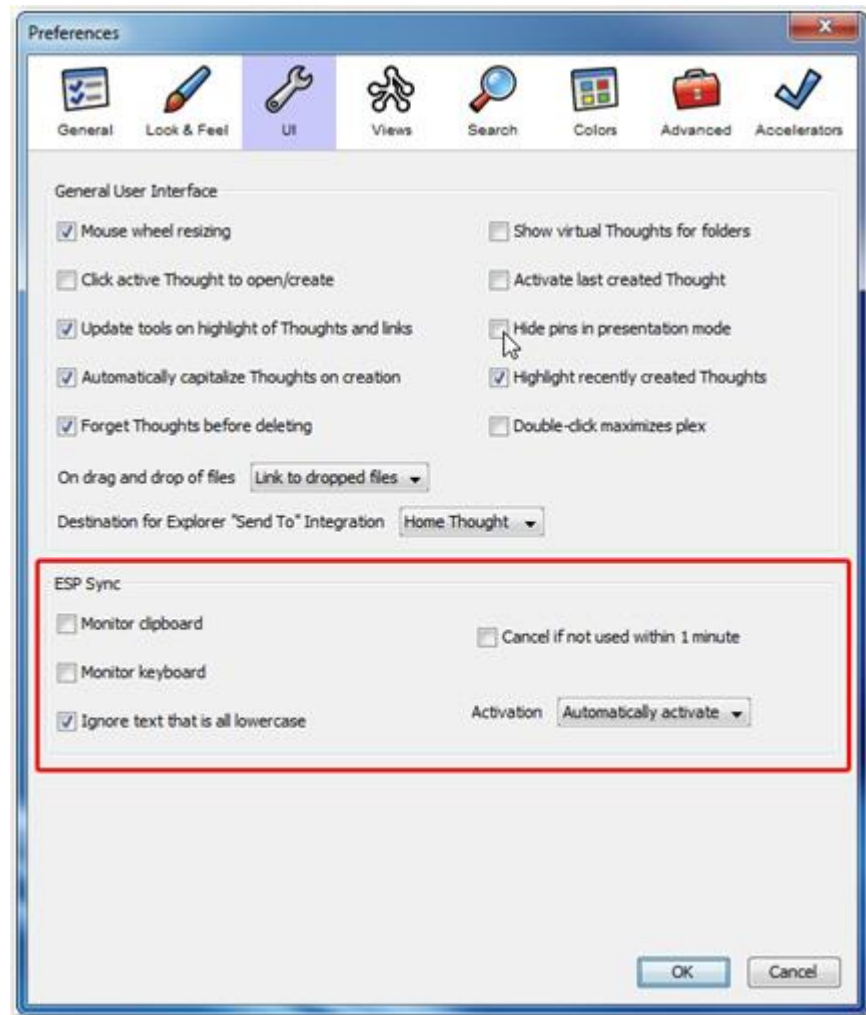 Preferences
General Look & Feel UI Views Search Colors Advanced Accelerators
General User Interface
Mouse wheel resizing
Show virtual Thoughts for folders
Click active Thought to open/create
Activate last created Thought
Update tools on highlight of Thoughts and links
Hide pins in presentation mode
Automatically capitalize Thoughts on creation
Highlight recently created Thoughts
Forget Thoughts before deleting
Double-click maximizes plex
On drag and drop of files Link to dropped files
Destination for Explorer "Send To" Integration Home Thought
ESP Sync
Monitor clipboard
Cancel if not used within 1 minute
Monitor keyboard
Ignore text that is all lowercase
Activation Automatically activate
OK Cancel